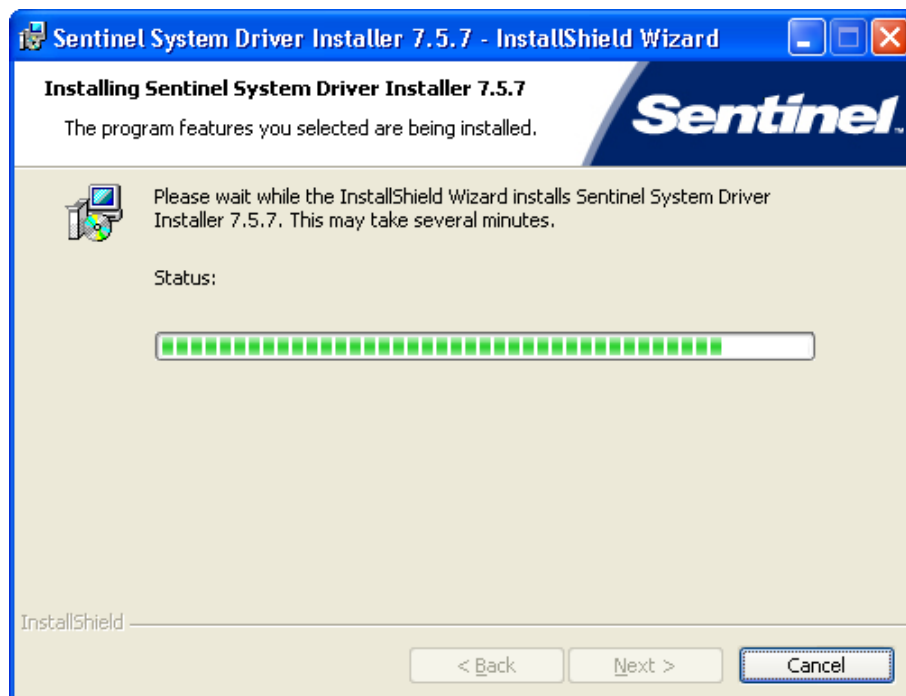 Sentinel System Driver Installer 7.5.7 - InstallShield Wizard
Installing Sentinel System Driver Installer 7.5.7
The program features you selected are being installed.
Sentinel™
Please wait while the InstallShield Wizard installs Sentinel System Driver
Installer 7.5.7. This may take several minutes.
Status:
InstallShield
< Back
Next >
Cancel